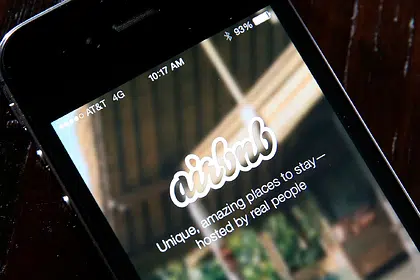 AT&T 4G 10:17 AM 93%
airbnb
Unique, amazing places to stay—
hosted by real people